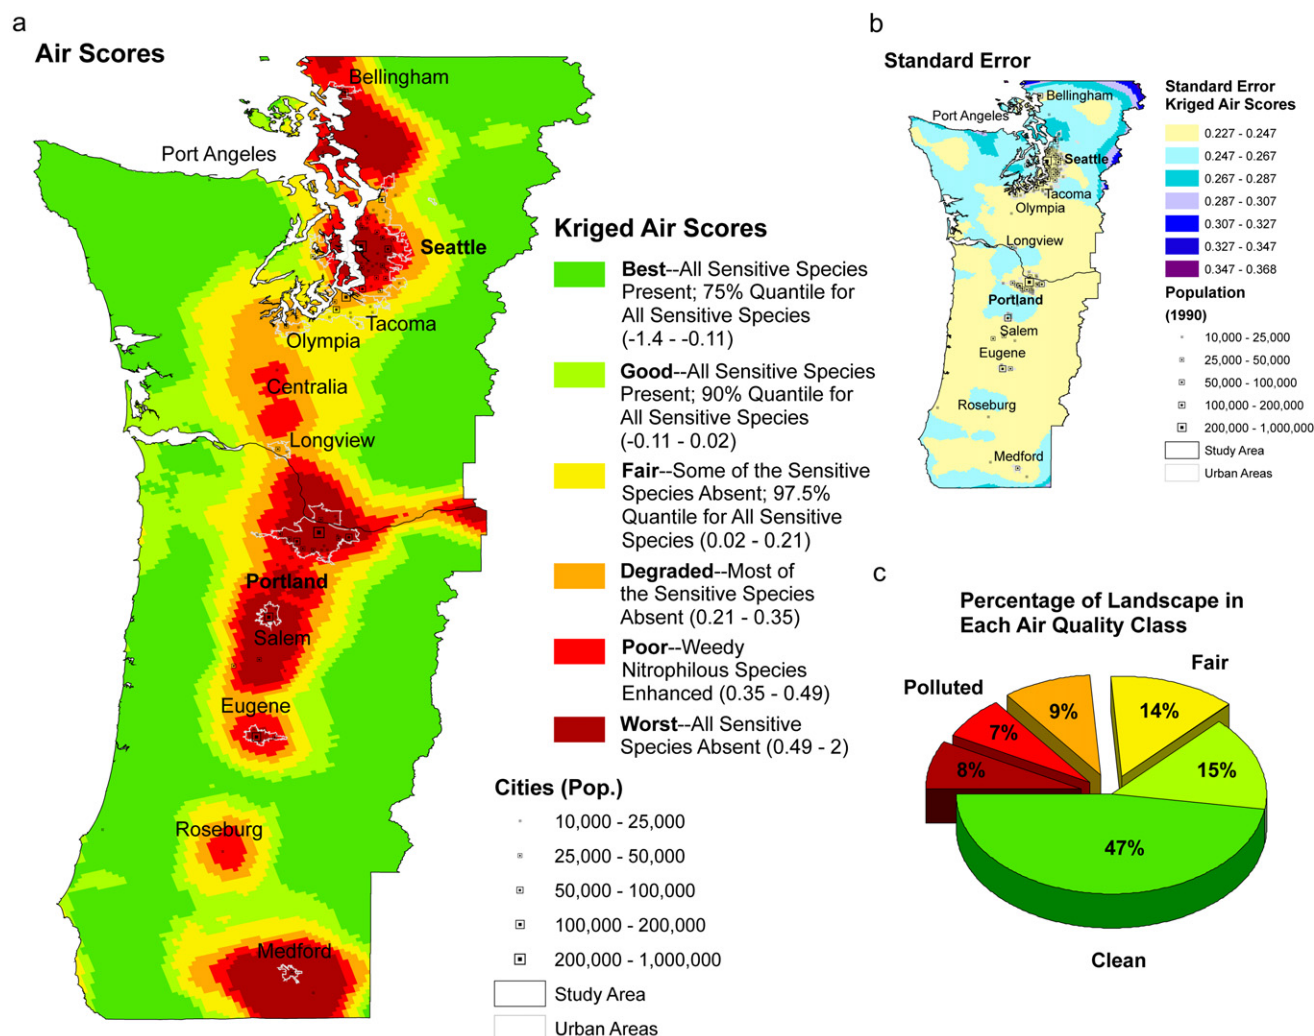 a
Air Scores
Bellingham
Port Angeles
Seattle
Tacoma
Olympia
Centralia
Longview
Portland
Salem
Eugene
Roseburg
Medford
Kriged Air Scores
Best--All Sensitive Species
Present; 75% Quantile for
All Sensitive Species
(-1.4 - -0.11)
Good--All Sensitive Species
Present; 90% Quantile for
All Sensitive Species
(-0.11 - 0.02)
Fair--Some of the Sensitive
Species Absent; 97.5%
Quantile for All Sensitive
Species (0.02 - 0.21)
Degraded--Most of
the Sensitive Species
Absent (0.21 - 0.35)
Poor--Weedy
Nitrophilous Species
Enhanced (0.35 - 0.49)
Worst--All Sensitive
Species Absent (0.49 - 2)
Cities (Pop.)
10,000 - 25,000
25,000 - 50,000
50,000 - 100,000
100,000 - 200,000
200,000 - 1,000,000
Study Area
Urban Areas
b
Standard Error
Bellingham
Port Angeles
Seattle
Tacoma
Olympia
Longview
Portland
Salem
Eugene
Roseburg
Medford
Standard Error
Kriged Air Scores
0.227 - 0.247
0.247 - 0.267
0.267 - 0.287
0.287 - 0.307
0.307 - 0.327
0.327 - 0.347
0.347 - 0.368
Population
(1990)
10,000 - 25,000
25,000 - 50,000
50,000 - 100,000
100,000 - 200,000
200,000 - 1,000,000
Study Area
Urban Areas
c
Percentage of Landscape in
Each Air Quality Class
Fair
Polluted
9%
14%
7%
15%
8%
47%
Clean